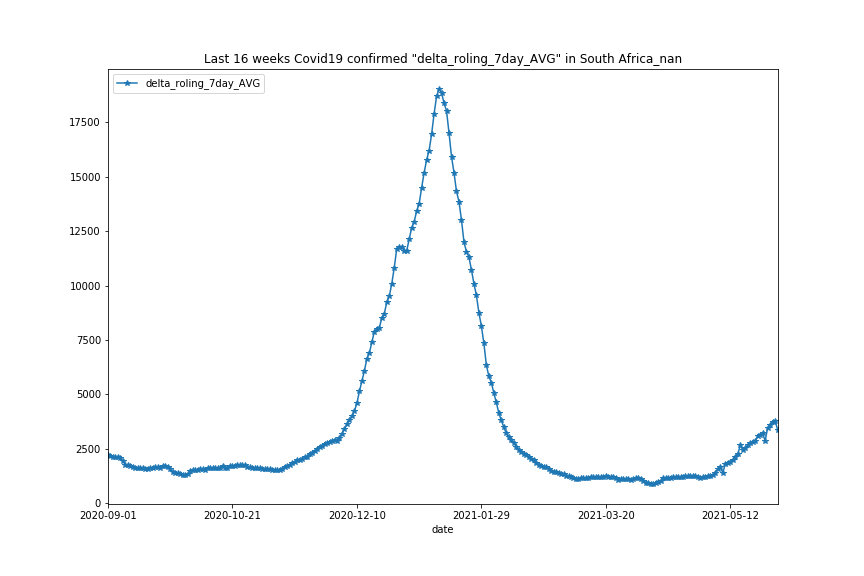 Last 16 weeks Covid19 confirmed "delta_roling_7day_AVG" in South Africa_nan
delta_roling_7day_AVG
17500
15000
12500
10000
7500
5000
2500
0
2020-09-01 2020-10-21 2020-12-10 2021-01-29 2021-03-20 2021-05-12
date